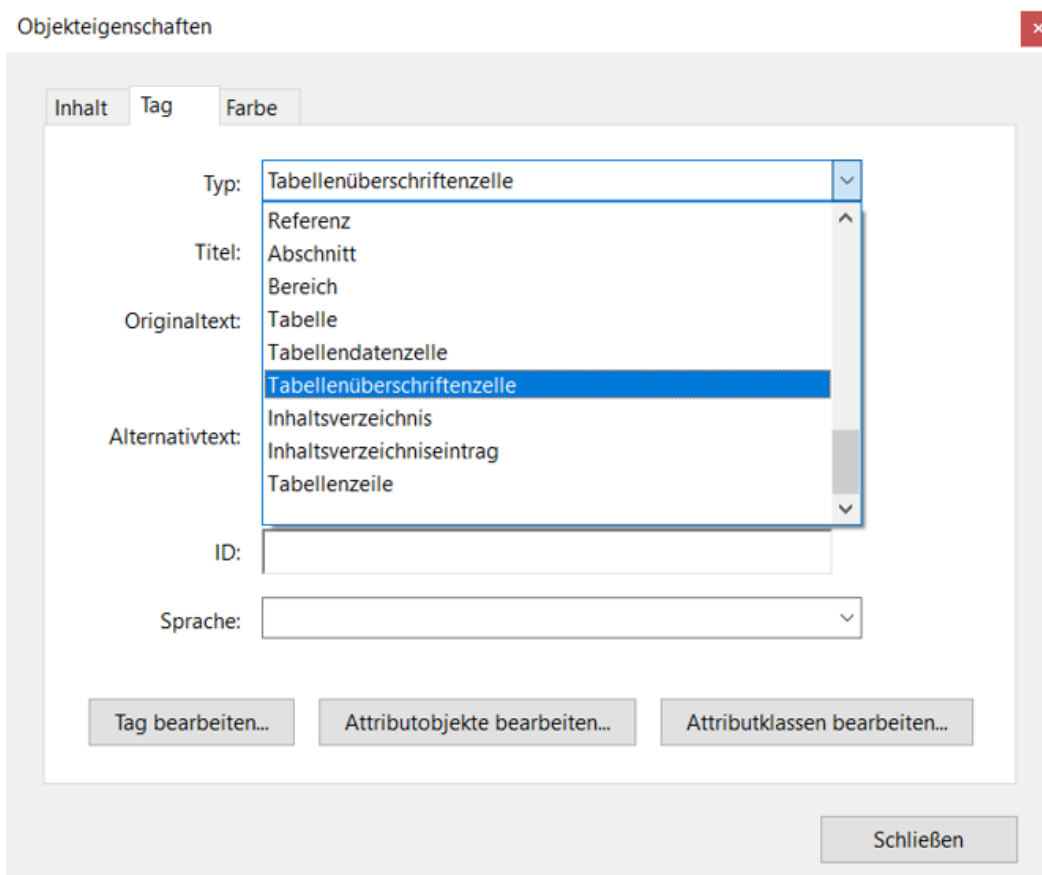 Objekteigenschaften
Inhalt Tag Farbe
Typ: Tabellenüberschriftenzelle
Referenz
Titel: Abschnitt
Bereich
Originaltext: Tabelle
Tabellendatenzelle
Tabellenüberschriftenzelle
Inhaltsverzeichnis
Alternativtext: Inhaltsverzeichniseintrag
Tabellenzeile
ID:
Sprache:
Tag bearbeiten... Attributobjekte bearbeiten... Attributklassen bearbeiten...
Schließen